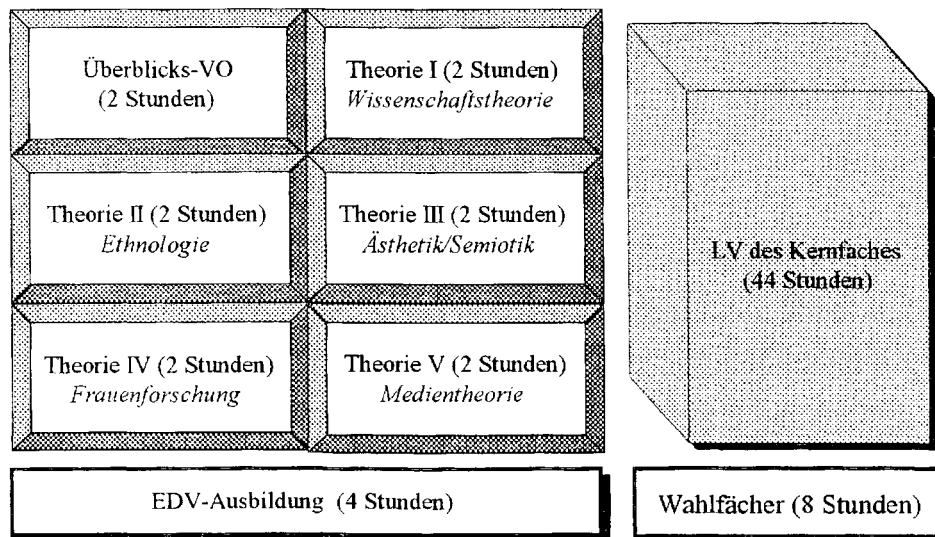 Überblicks-VO
(2 Stunden)
Theorie I (2 Stunden)
Wissenschaftstheorie
Theorie II (2 Stunden)
Ethnologie
Theorie III (2 Stunden)
Ästhetik/Semiotik
Theorie IV (2 Stunden)
Frauenforschung
Theorie V (2 Stunden)
Medientheorie
LV des Kernfaches
(44 Stunden)
EDV-Ausbildung (4 Stunden)
Wahlfächer (8 Stunden)